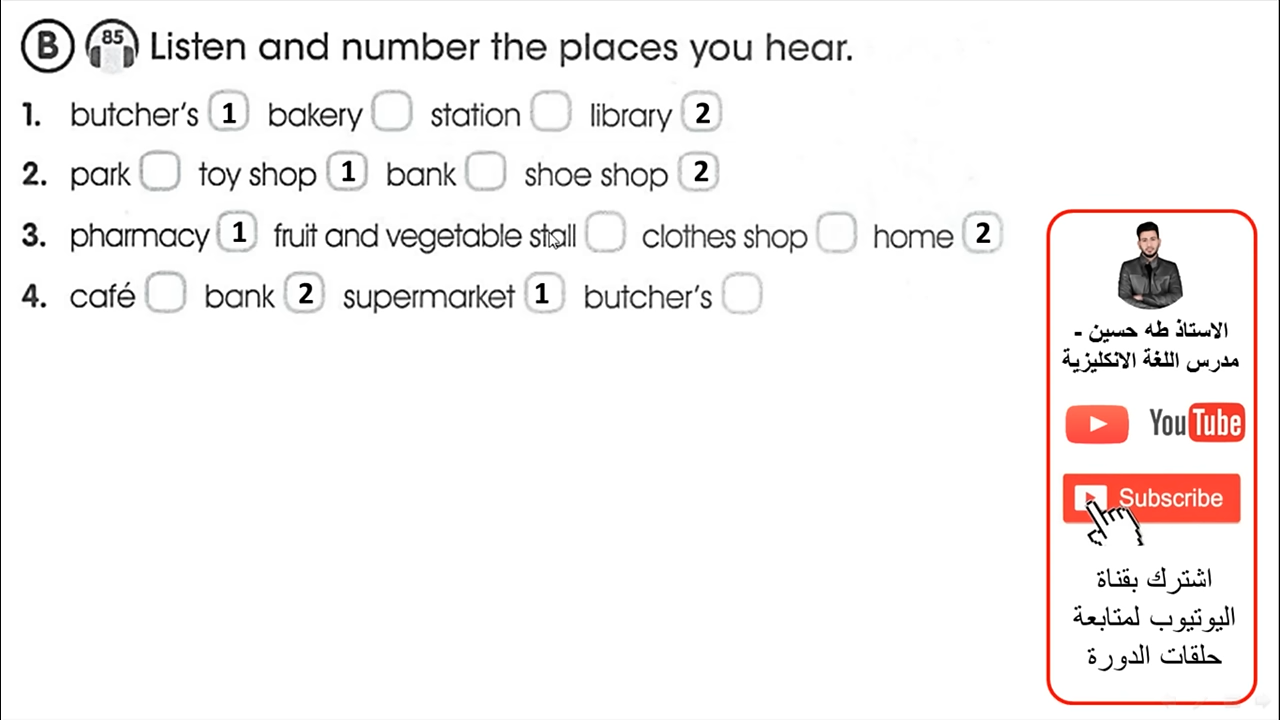 B 85 Listen and number the places you hear.
1. butcher's 1 bakery station library 2
2. park toy shop 1 bank shoe shop 2
3. pharmacy 1 fruit and vegetable stall clothes shop home 2
4. café bank 2 supermarket 1 butcher's
الاستاذ طه حسين -
مدرس اللغة الانكليزية
YouTube
Subscribe
اشترك بقناة
اليوتيوب لمتابعة
حلقات الدورة